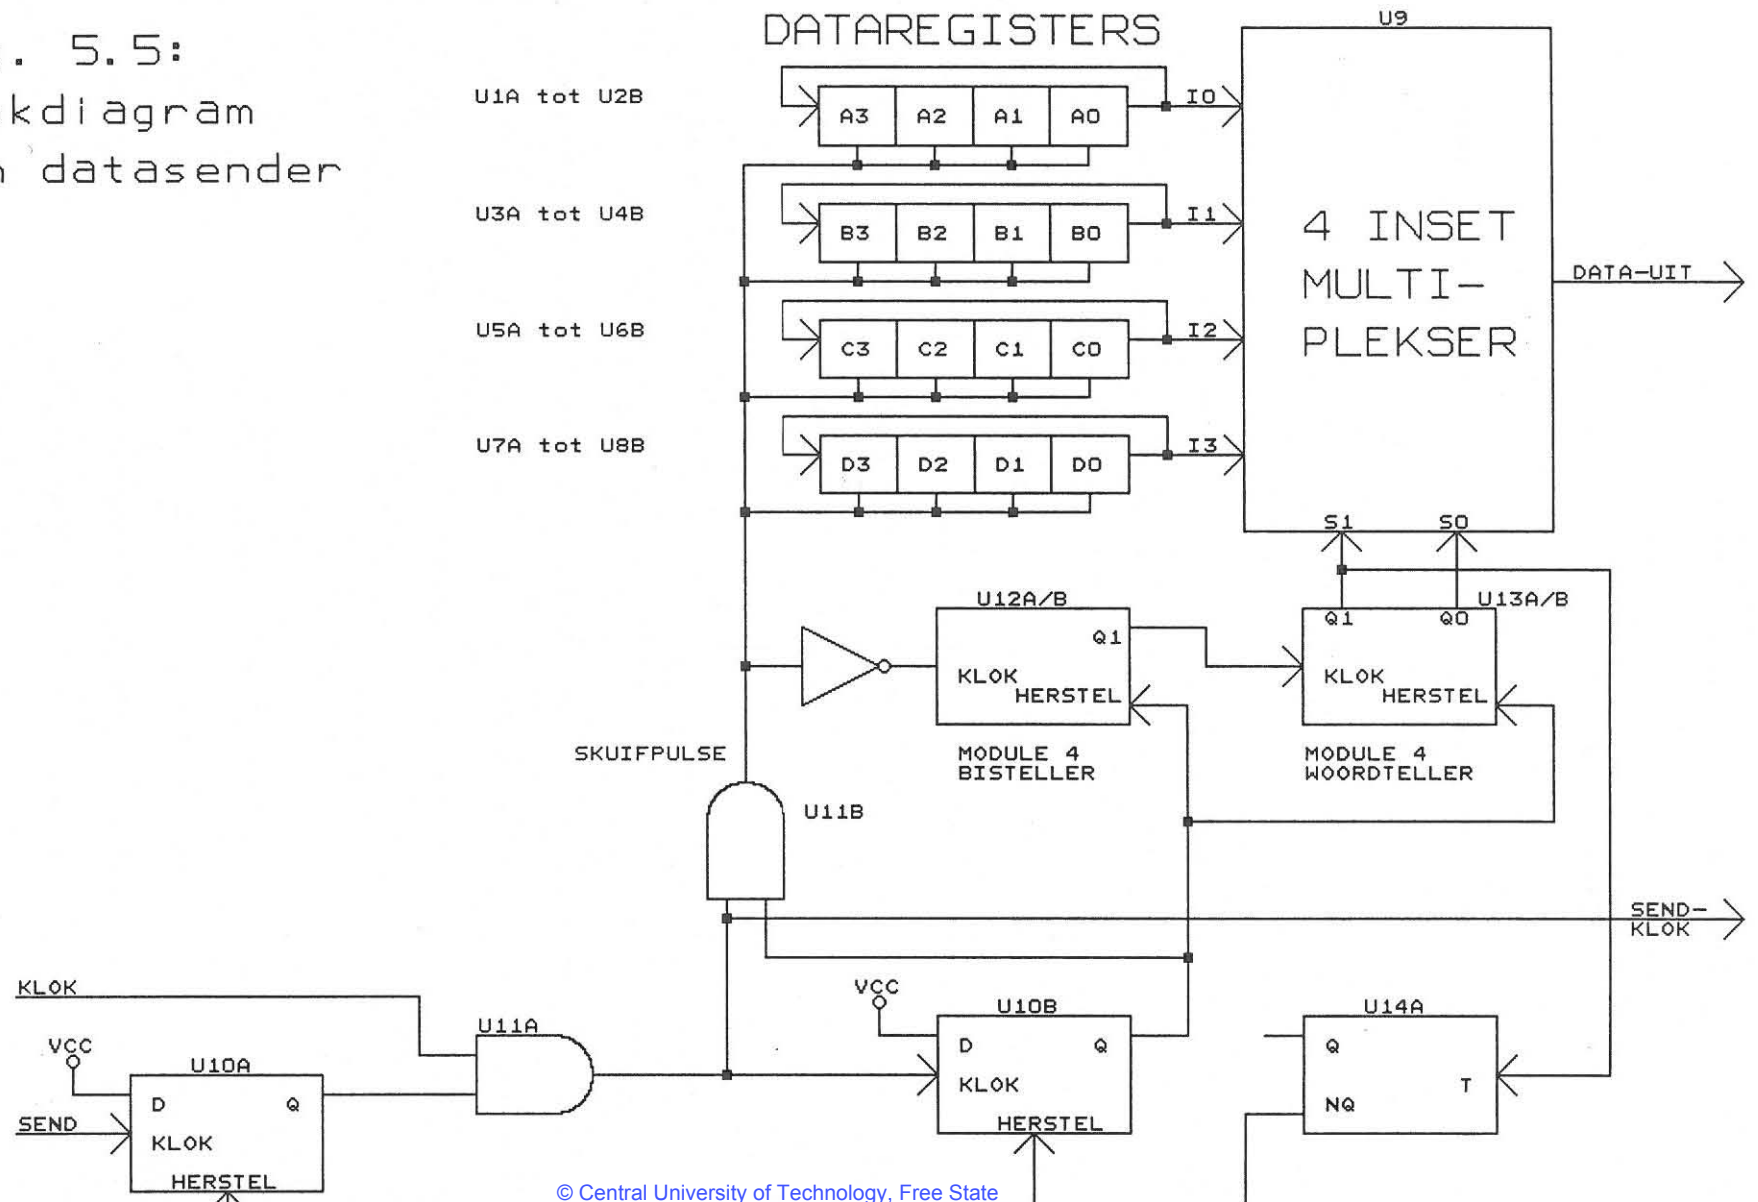 . 5.5:
kdiagram
n datasender
DATAREGISTERS
U9
U1A tot U2B
A3 A2 A1 A0
I0
U3A tot U4B
B3 B2 B1 B0
I1
U5A tot U6B
C3 C2 C1 C0
I2
U7A tot U8B
D3 D2 D1 D0
I3
4 INSET
MULTI-
PLEKSER
DATA-UIT
S1 S0
U12A/B
Q1
KLOK
HERSTEL
MODULE 4
BISTELLER
U13A/B
Q1 Q0
KLOK
HERSTEL
MODULE 4
WOORDTELLER
SKUIFPULSE
U11B
SEND-
KLOK
KLOK
VCC
U10A
D Q
SEND
KLOK
HERSTEL
U11A
VCC
U10B
D Q
KLOK
HERSTEL
U14A
Q
T
NQ
© Central University of Technology, Free State